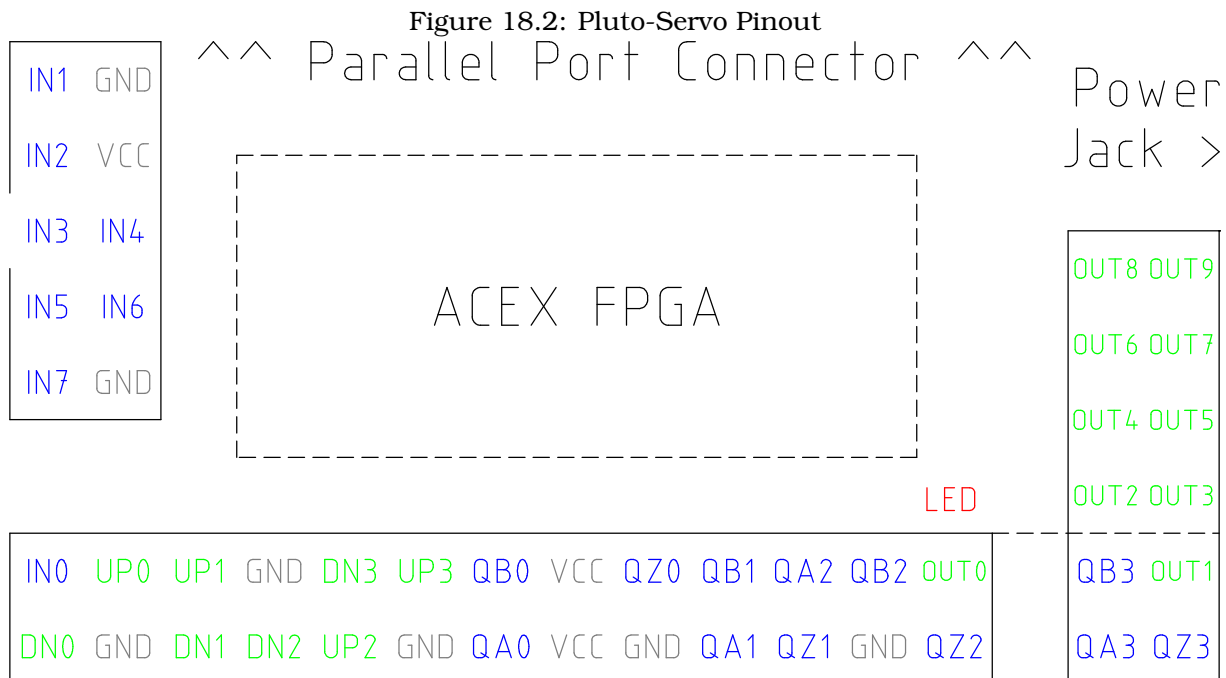 Figure 18.2: Pluto-Servo Pinout
^^ Parallel Port Connector ^^
Power
Jack >
IN1 GND
IN2 VCC
IN3 IN4
IN5 IN6
IN7 GND
ACEX FPGA
OUT8 OUT9
OUT6 OUT7
OUT4 OUT5
OUT2 OUT3
LED
IN0 UP0 UP1 GND DN3 UP3 QB0 VCC QZ0 QB1 QA2 QB2 OUT0
DN0 GND DN1 DN2 UP2 GND QA0 VCC GND QA1 QZ1 GND QZ2
QB3 OUT1
QA3 QZ3